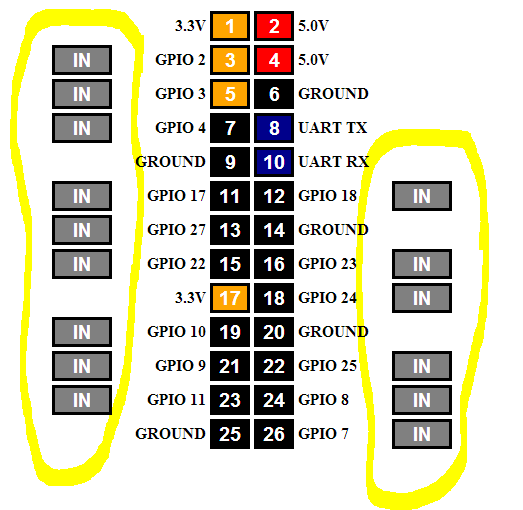 3.3V 1 2 5.0V
IN GPIO 2 3 4 5.0V
IN GPIO 3 5 6 GROUND
IN GPIO 4 7 8 UART TX
GROUND 9 10 UART RX
IN GPIO 17 11 12 GPIO 18 IN
IN GPIO 27 13 14 GROUND
IN GPIO 22 15 16 GPIO 23 IN
3.3V 17 18 GPIO 24 IN
IN GPIO 10 19 20 GROUND
IN GPIO 9 21 22 GPIO 25 IN
IN GPIO 11 23 24 GPIO 8 IN
GROUND 25 26 GPIO 7 IN